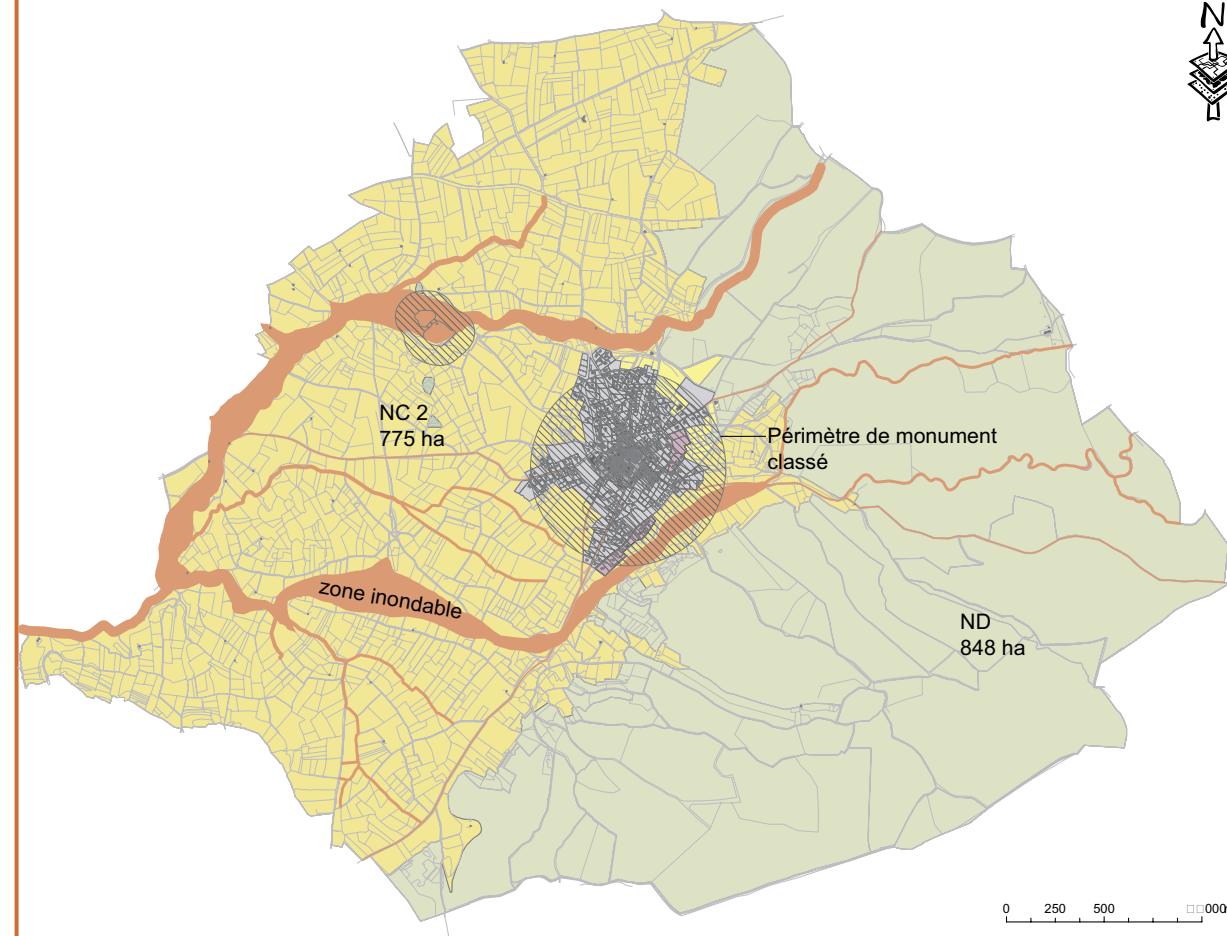 N
NC 2
775 ha
Périmètre de monument
classé
zone inondable
ND
848 ha
0 250 500